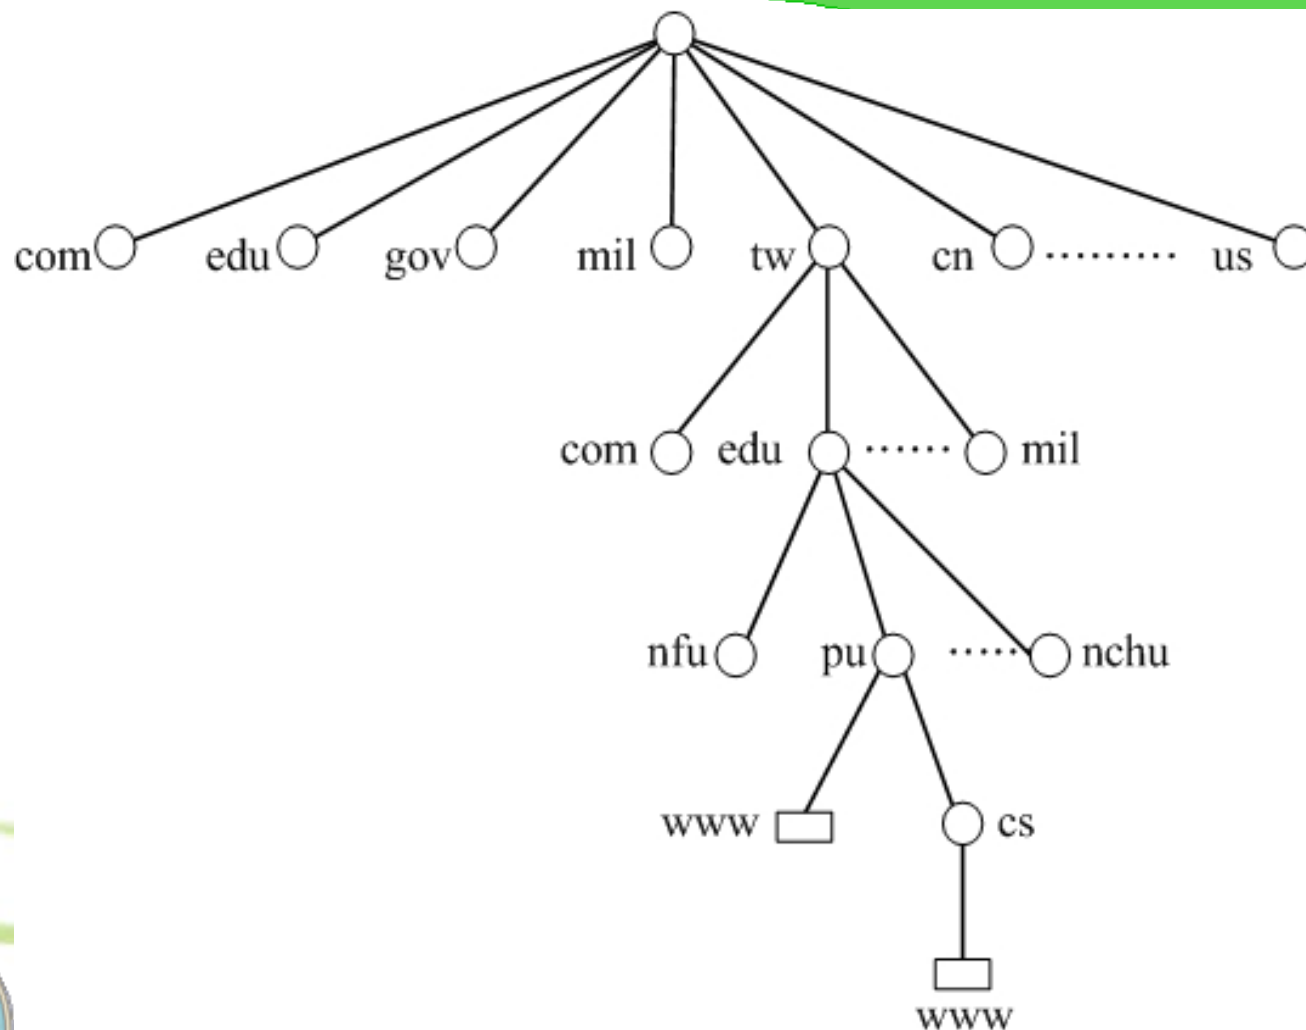 com edu gov mil tw cn ......... us
com edu ...... mil
nfu pu ..... nchu
www cs
www